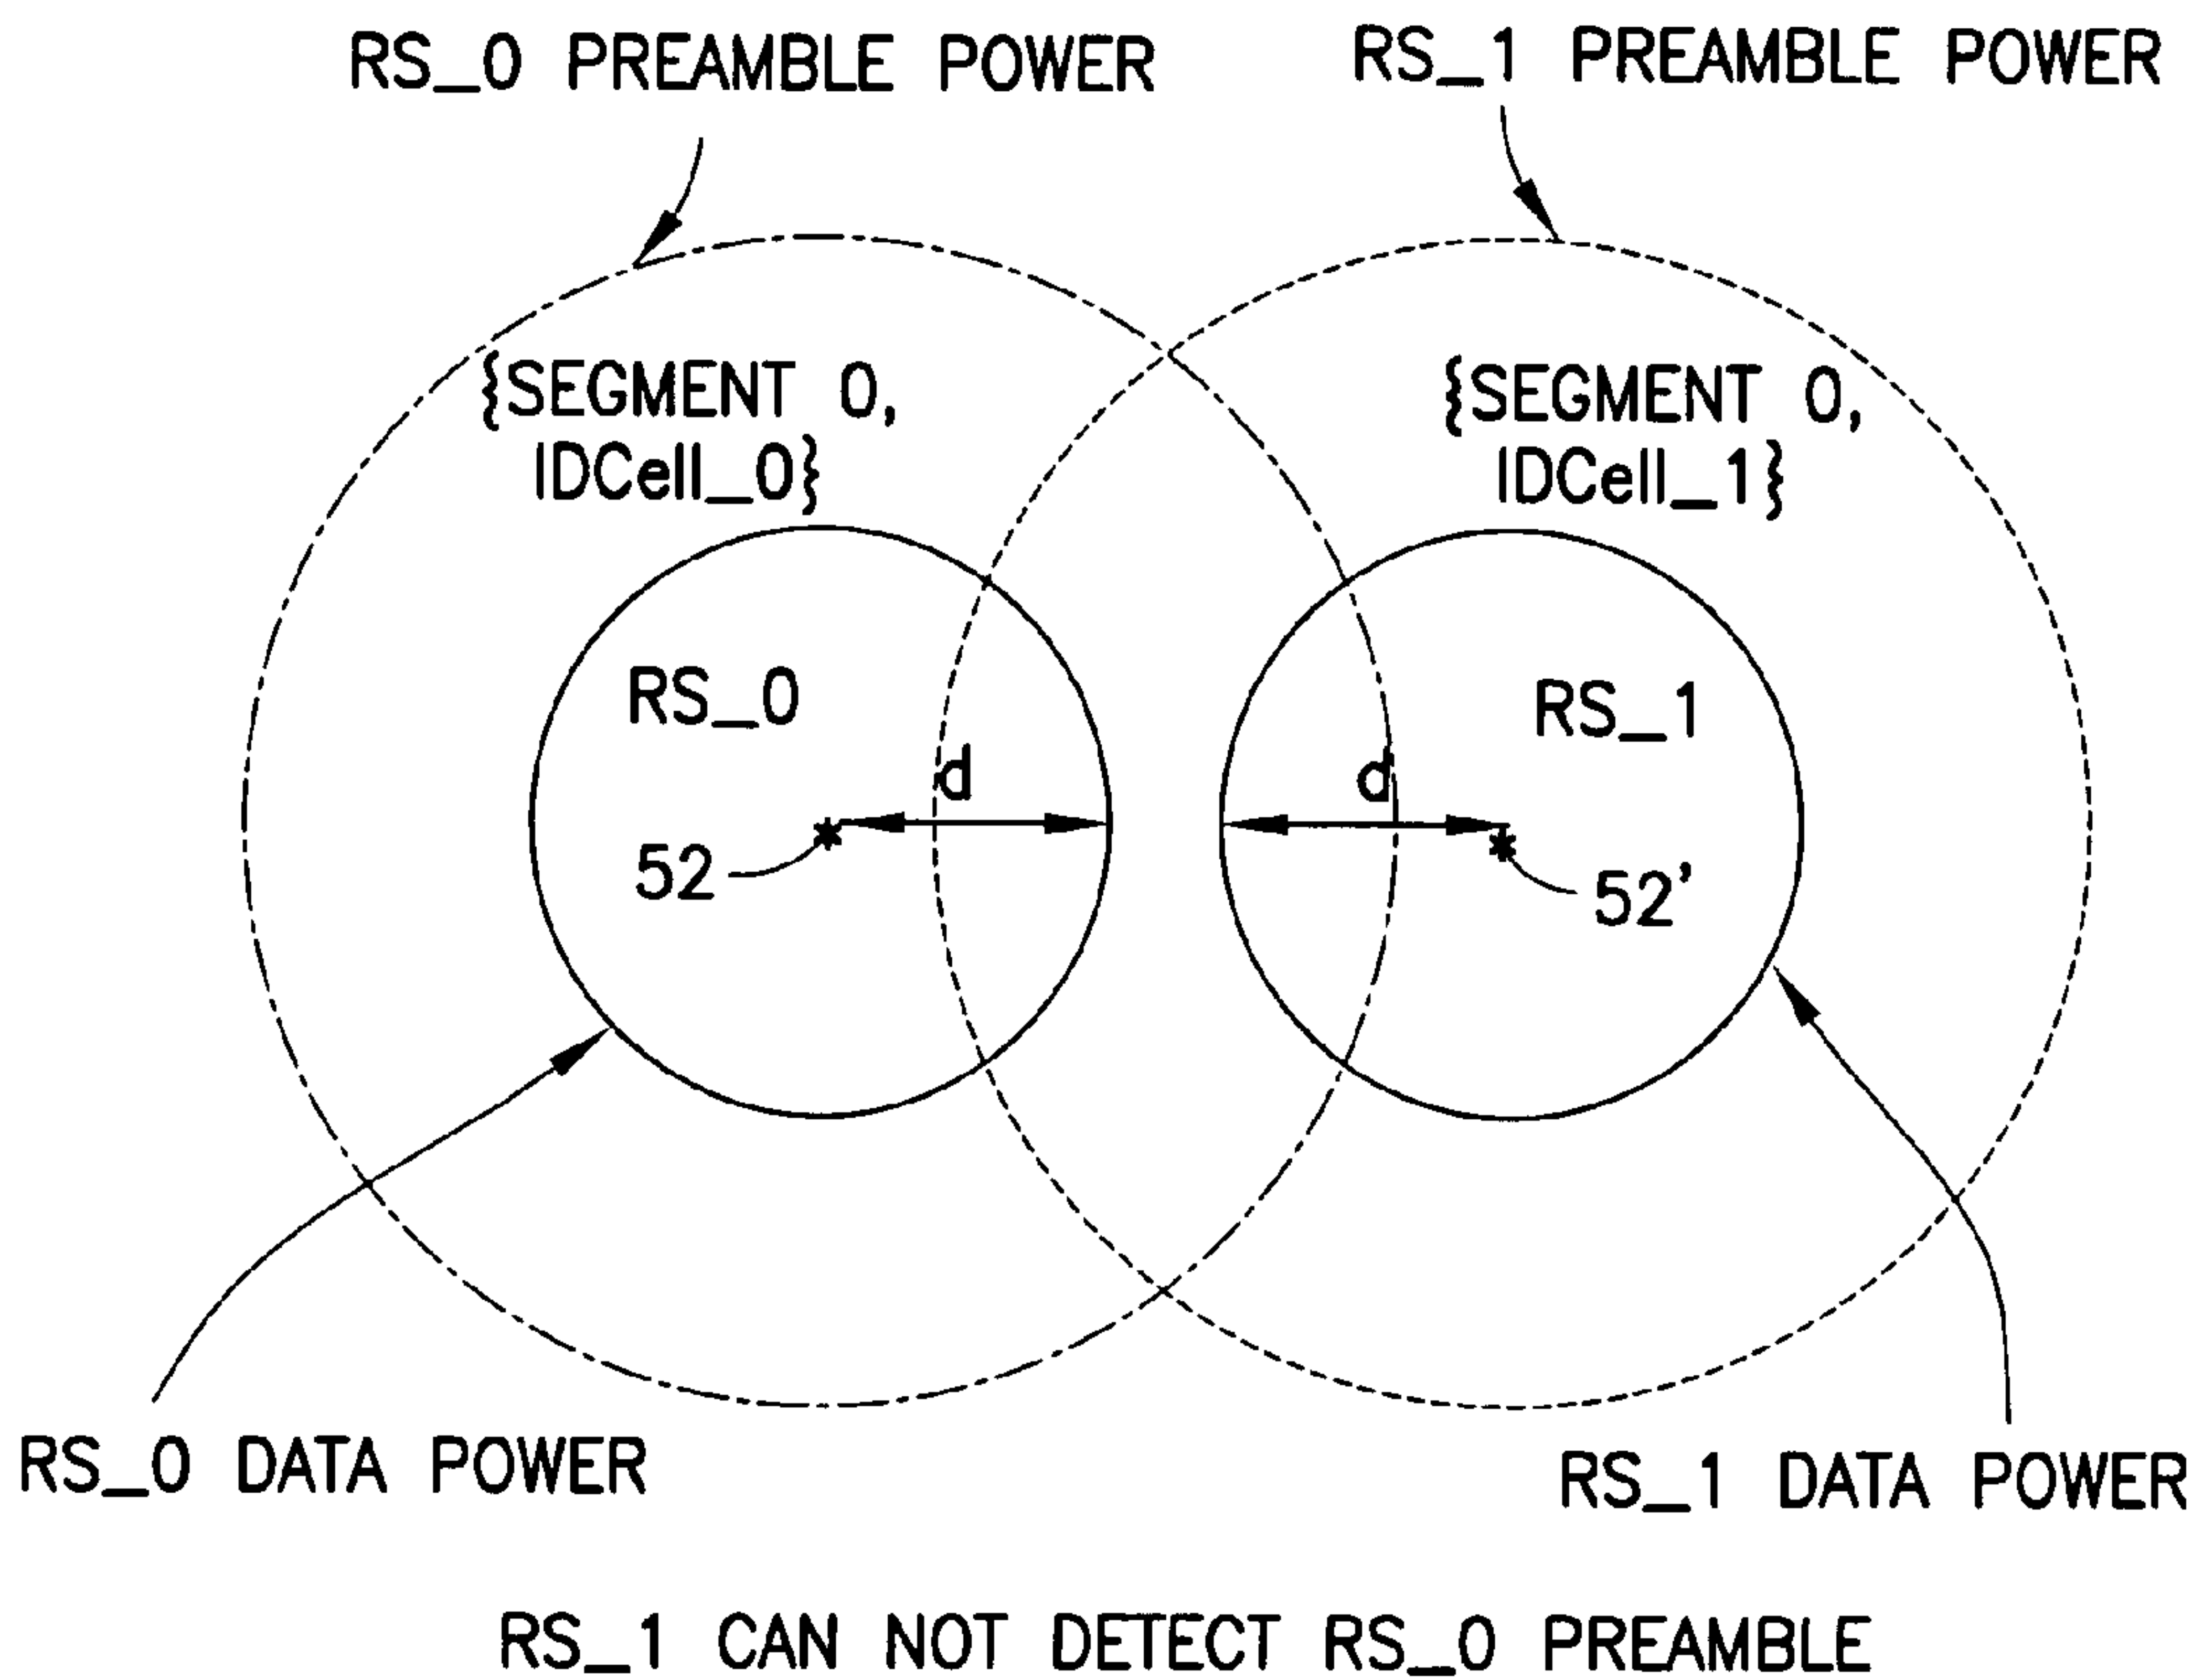 RS_0 PREAMBLE POWER
RS_1 PREAMBLE POWER
{SEGMENT 0,
IDCell_0}
{SEGMENT 0,
IDCell_1}
RS_0
RS_1
d
d
52
52'
RS_0 DATA POWER
RS_1 DATA POWER
RS_1 CAN NOT DETECT RS_0 PREAMBLE